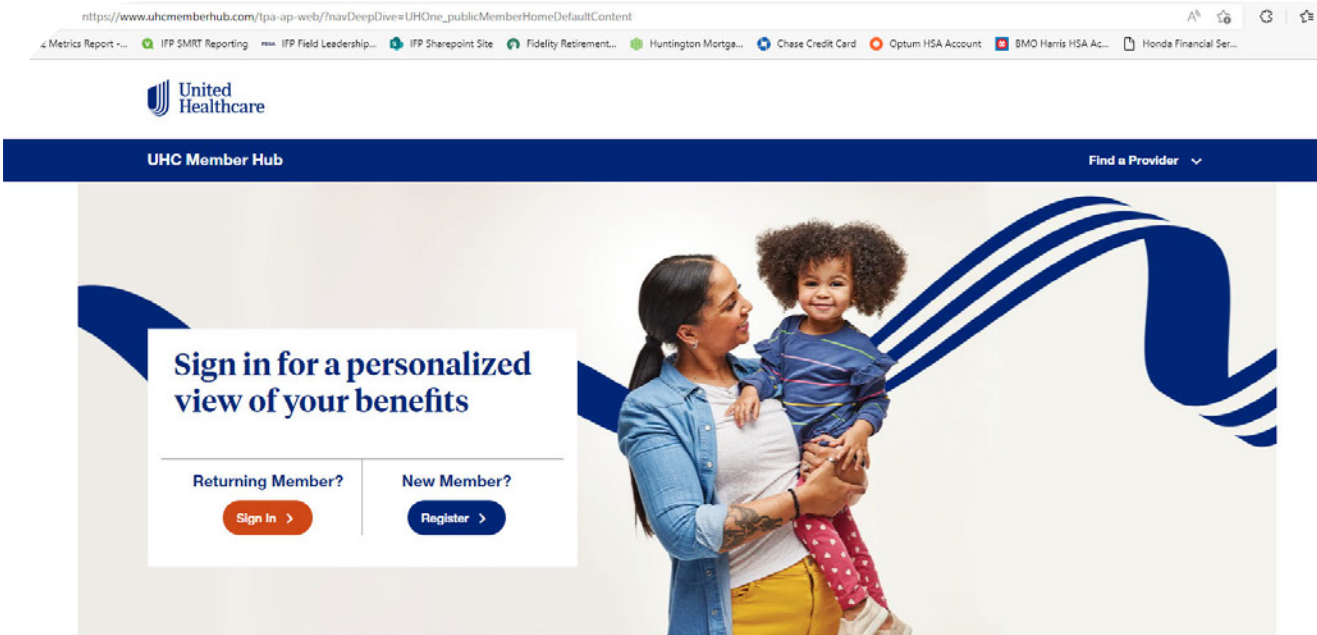 https://www.uhcmemberhub.com/tpa-ap-web/?navDeepDive=UHOne_publicMemberHomeDefaultContent
Metrics Report -... IFP SMRT Reporting IFP Field Leadership... IFP Sharepoint Site Fidelity Retirement... Huntington Mortga... Chase Credit Card Optum HSA Account BMO Harris HSA Ac... Honda Financial Ser...
United
Healthcare
UHC Member Hub Find a Provider
Sign in for a personalized
view of your benefits
Returning Member? New Member?
Sign In > Register >